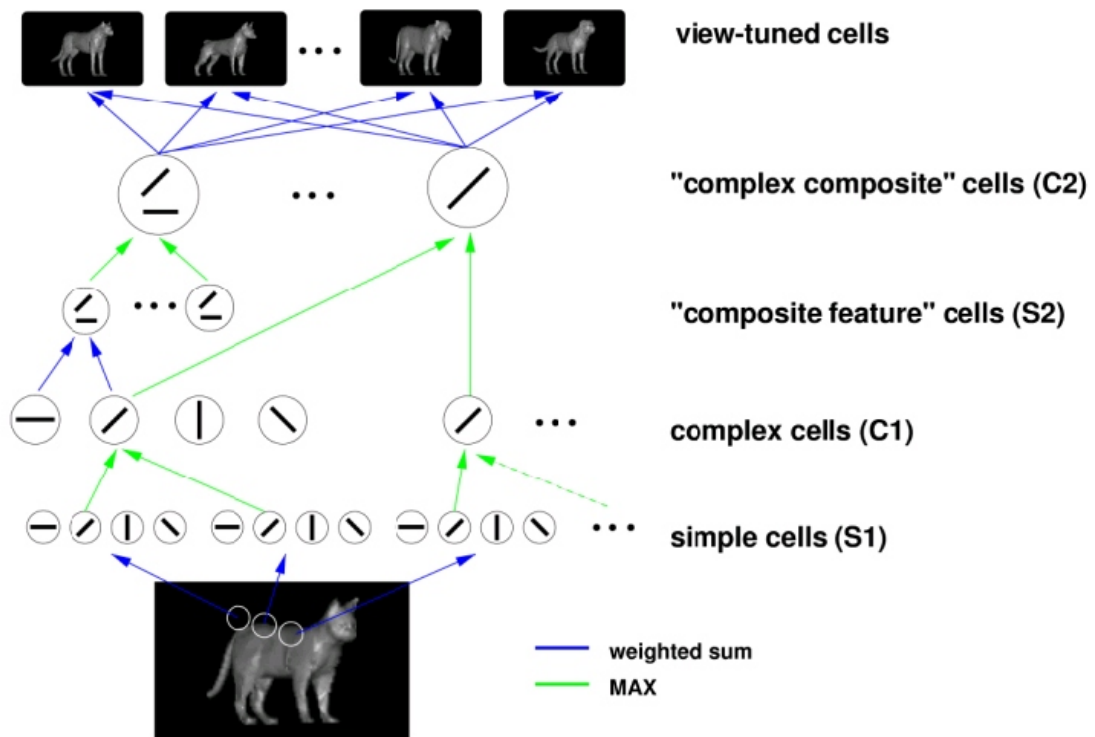 view-tuned cells
"complex composite" cells (C2)
"composite feature" cells (S2)
complex cells (C1)
simple cells (S1)
weighted sum
MAX